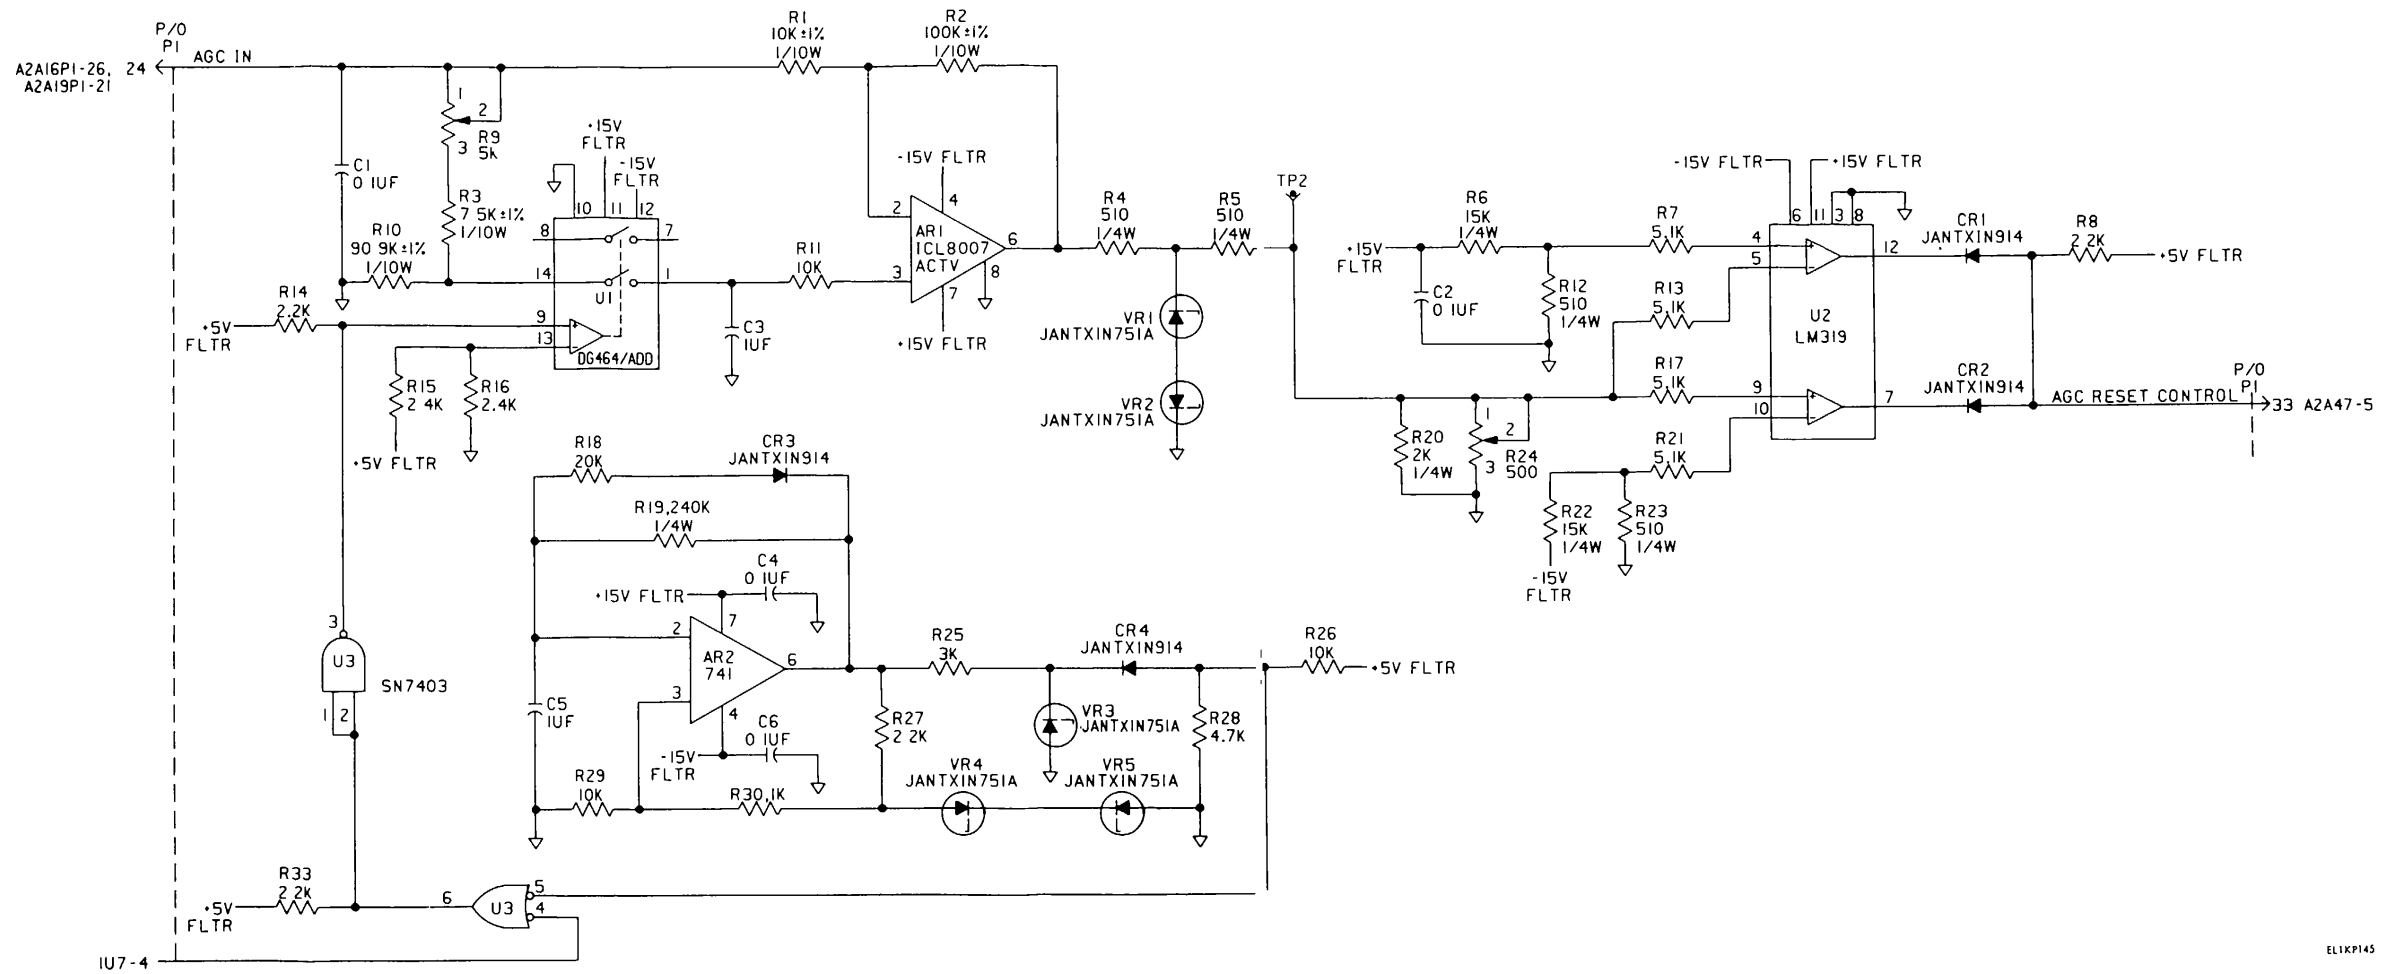 P/O
P1
AGC IN
A2A16P1-26, 24
A2A19P1-21
R1
10K ±1%
1/10W
R2
100K ±1%
1/10W
1
2
3
R9
5K
C1
0 1UF
R3
7 5K ±1%
1/10W
R10
90 9K ±1%
1/10W
+15V
FLTR
-15V
FLTR
10
11
12
8
7
14
1
U1
9
13
DG464/ADD
R14
2.2K
+5V
FLTR
R15
2 4K
R16
2.4K
+5V FLTR
C3
1UF
R11
10K
-15V FLTR
4
2
AR1
ICL8007
ACTV
6
3
8
7
+15V FLTR
R4
510
1/4W
R5
510
1/4W
VR1
JANTX1N751A
VR2
JANTX1N751A
TP2
+15V
FLTR
R6
15K
1/4W
C2
0 1UF
R12
510
1/4W
R7
5.1K
R13
5.1K
R17
5.1K
R21
5.1K
-15V FLTR
+15V FLTR
6
11
3
8
4
5
12
U2
LM319
9
10
7
CR1
JANTX1N914
CR2
JANTX1N914
R8
2.2K
+5V FLTR
AGC RESET CONTROL
P/O
P1
33 A2A47-5
R20
2K
1/4W
1
2
3
R24
500
R22
15K
1/4W
R23
510
1/4W
-15V
FLTR
R18
20K
CR3
JANTX1N914
R19,240K
1/4W
C4
0 1UF
+15V FLTR
7
2
AR2
741
6
3
4
C5
1UF
C6
0 1UF
-15V
FLTR
R29
10K
R30,1K
R25
3K
R27
2 2K
CR4
JANTX1N914
VR3
JANTX1N751A
R28
4.7K
R26
10K
+5V FLTR
VR4
JANTX1N751A
VR5
JANTX1N751A
3
U3
SN7403
1
2
R33
2 2K
+5V
FLTR
6
U3
5
4
1U7-4
EL1KP145